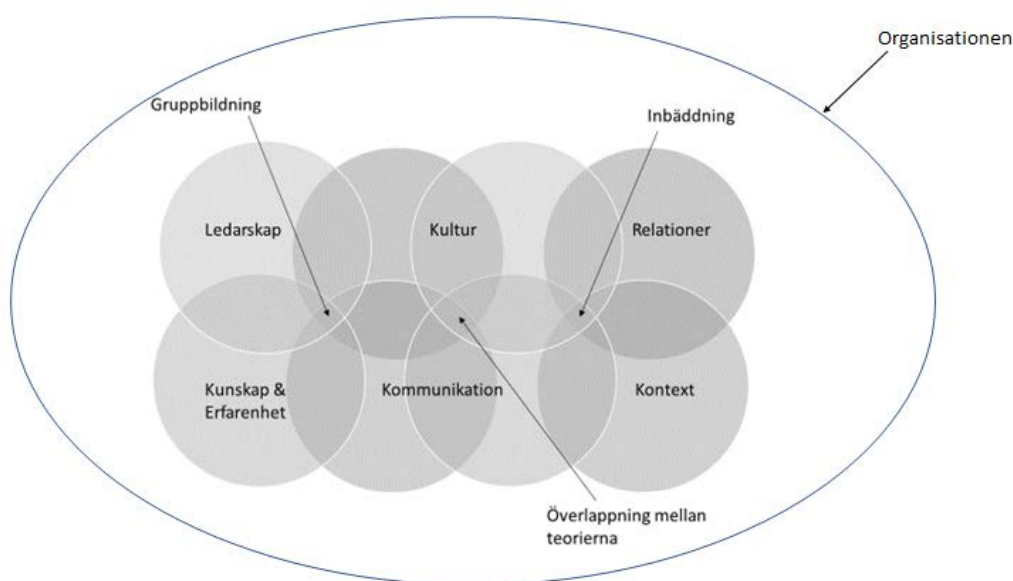 Organisationen
Gruppbildning
Inbäddning
Ledarskap
Kultur
Relationer
Kunskap &
Erfarenhet
Kommunikation
Kontext
Överlappning mellan
teorierna